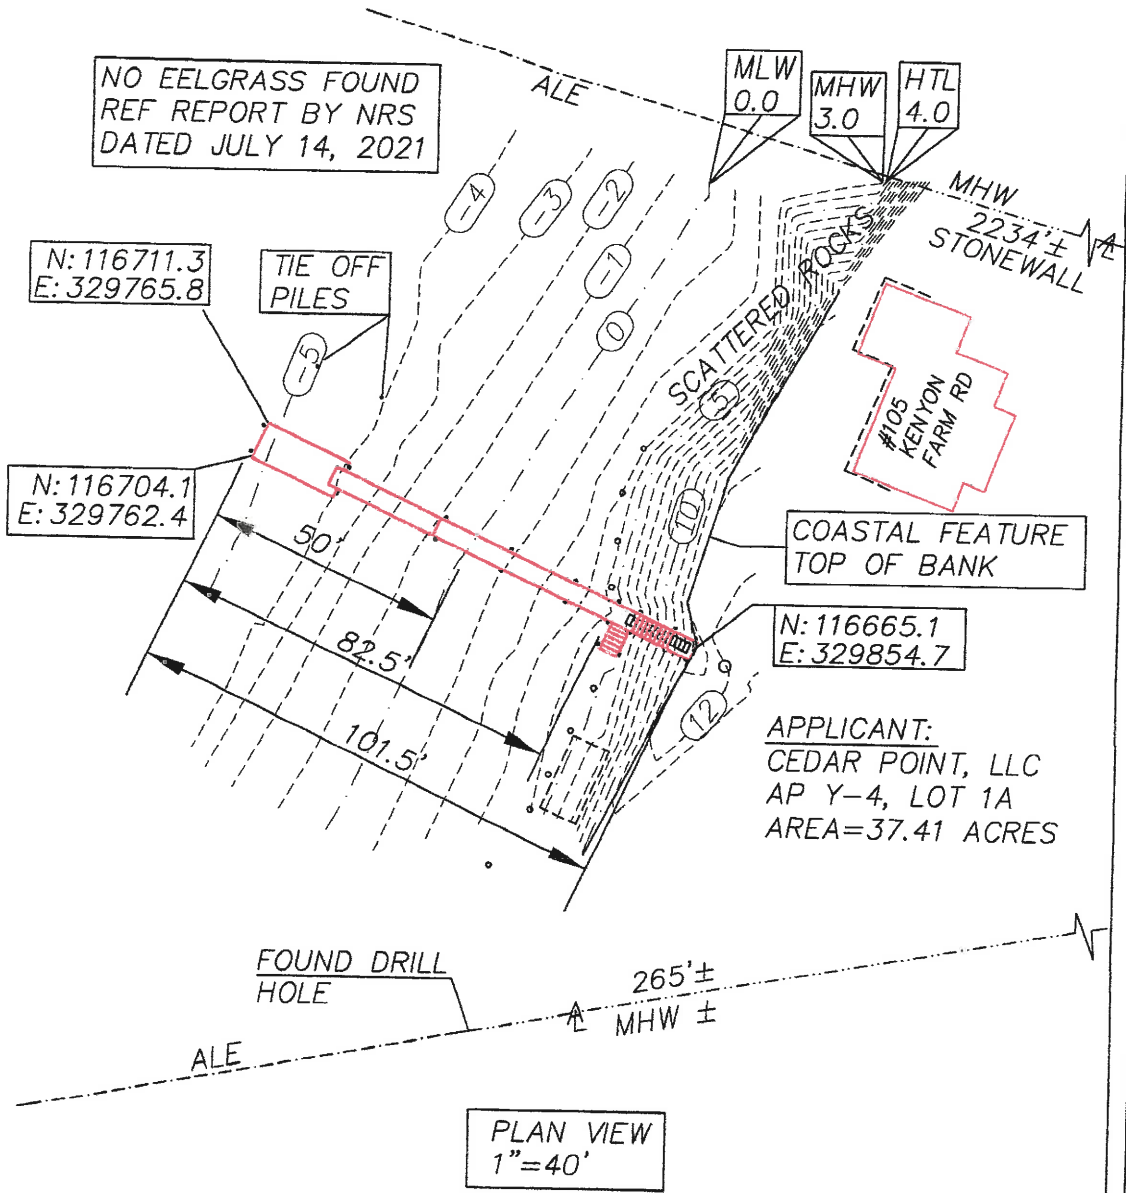 NO EELGRASS FOUND
REF REPORT BY NRS
DATED JULY 14, 2021
ALE
MLW
0.0
MHW
3.0
HTL
4.0
MHW
2234'±
STONEWALL
N: 116711.3
E: 329765.8
TIE OFF
PILES
-5
-4
-3
-2
-1
0
SCATTERED ROCKS
5
10
12
#105
KENYON
FARM RD
N: 116704.1
E: 329762.4
COASTAL FEATURE
TOP OF BANK
N: 116665.1
E: 329854.7
50'
82.5'
101.5'
APPLICANT:
CEDAR POINT, LLC
AP Y-4, LOT 1A
AREA=37.41 ACRES
FOUND DRILL
HOLE
265'±
MHW ±
ALE
PLAN VIEW
1"=40'